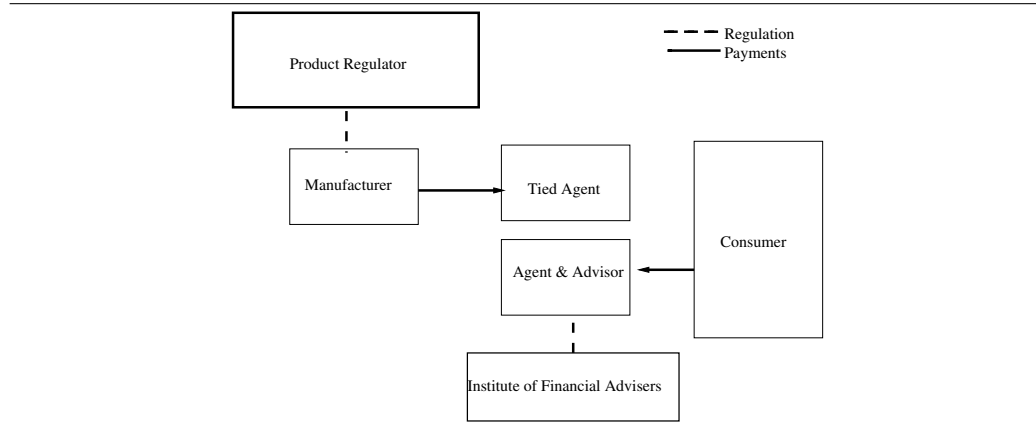 Product Regulator
Regulation
Payments
Manufacturer
Tied Agent
Consumer
Agent & Advisor
Institute of Financial Advisers